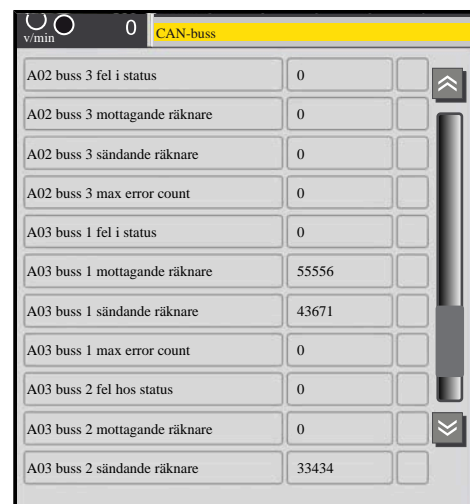 v/min 0 CAN-buss
A02 buss 3 fel i status 0
A02 buss 3 mottagande räknare 0
A02 buss 3 sändande räknare 0
A02 buss 3 max error count 0
A03 buss 1 fel i status 0
A03 buss 1 mottagande räknare 55556
A03 buss 1 sändande räknare 43671
A03 buss 1 max error count 0
A03 buss 2 fel hos status 0
A03 buss 2 mottagande räknare 0
A03 buss 2 sändande räknare 33434